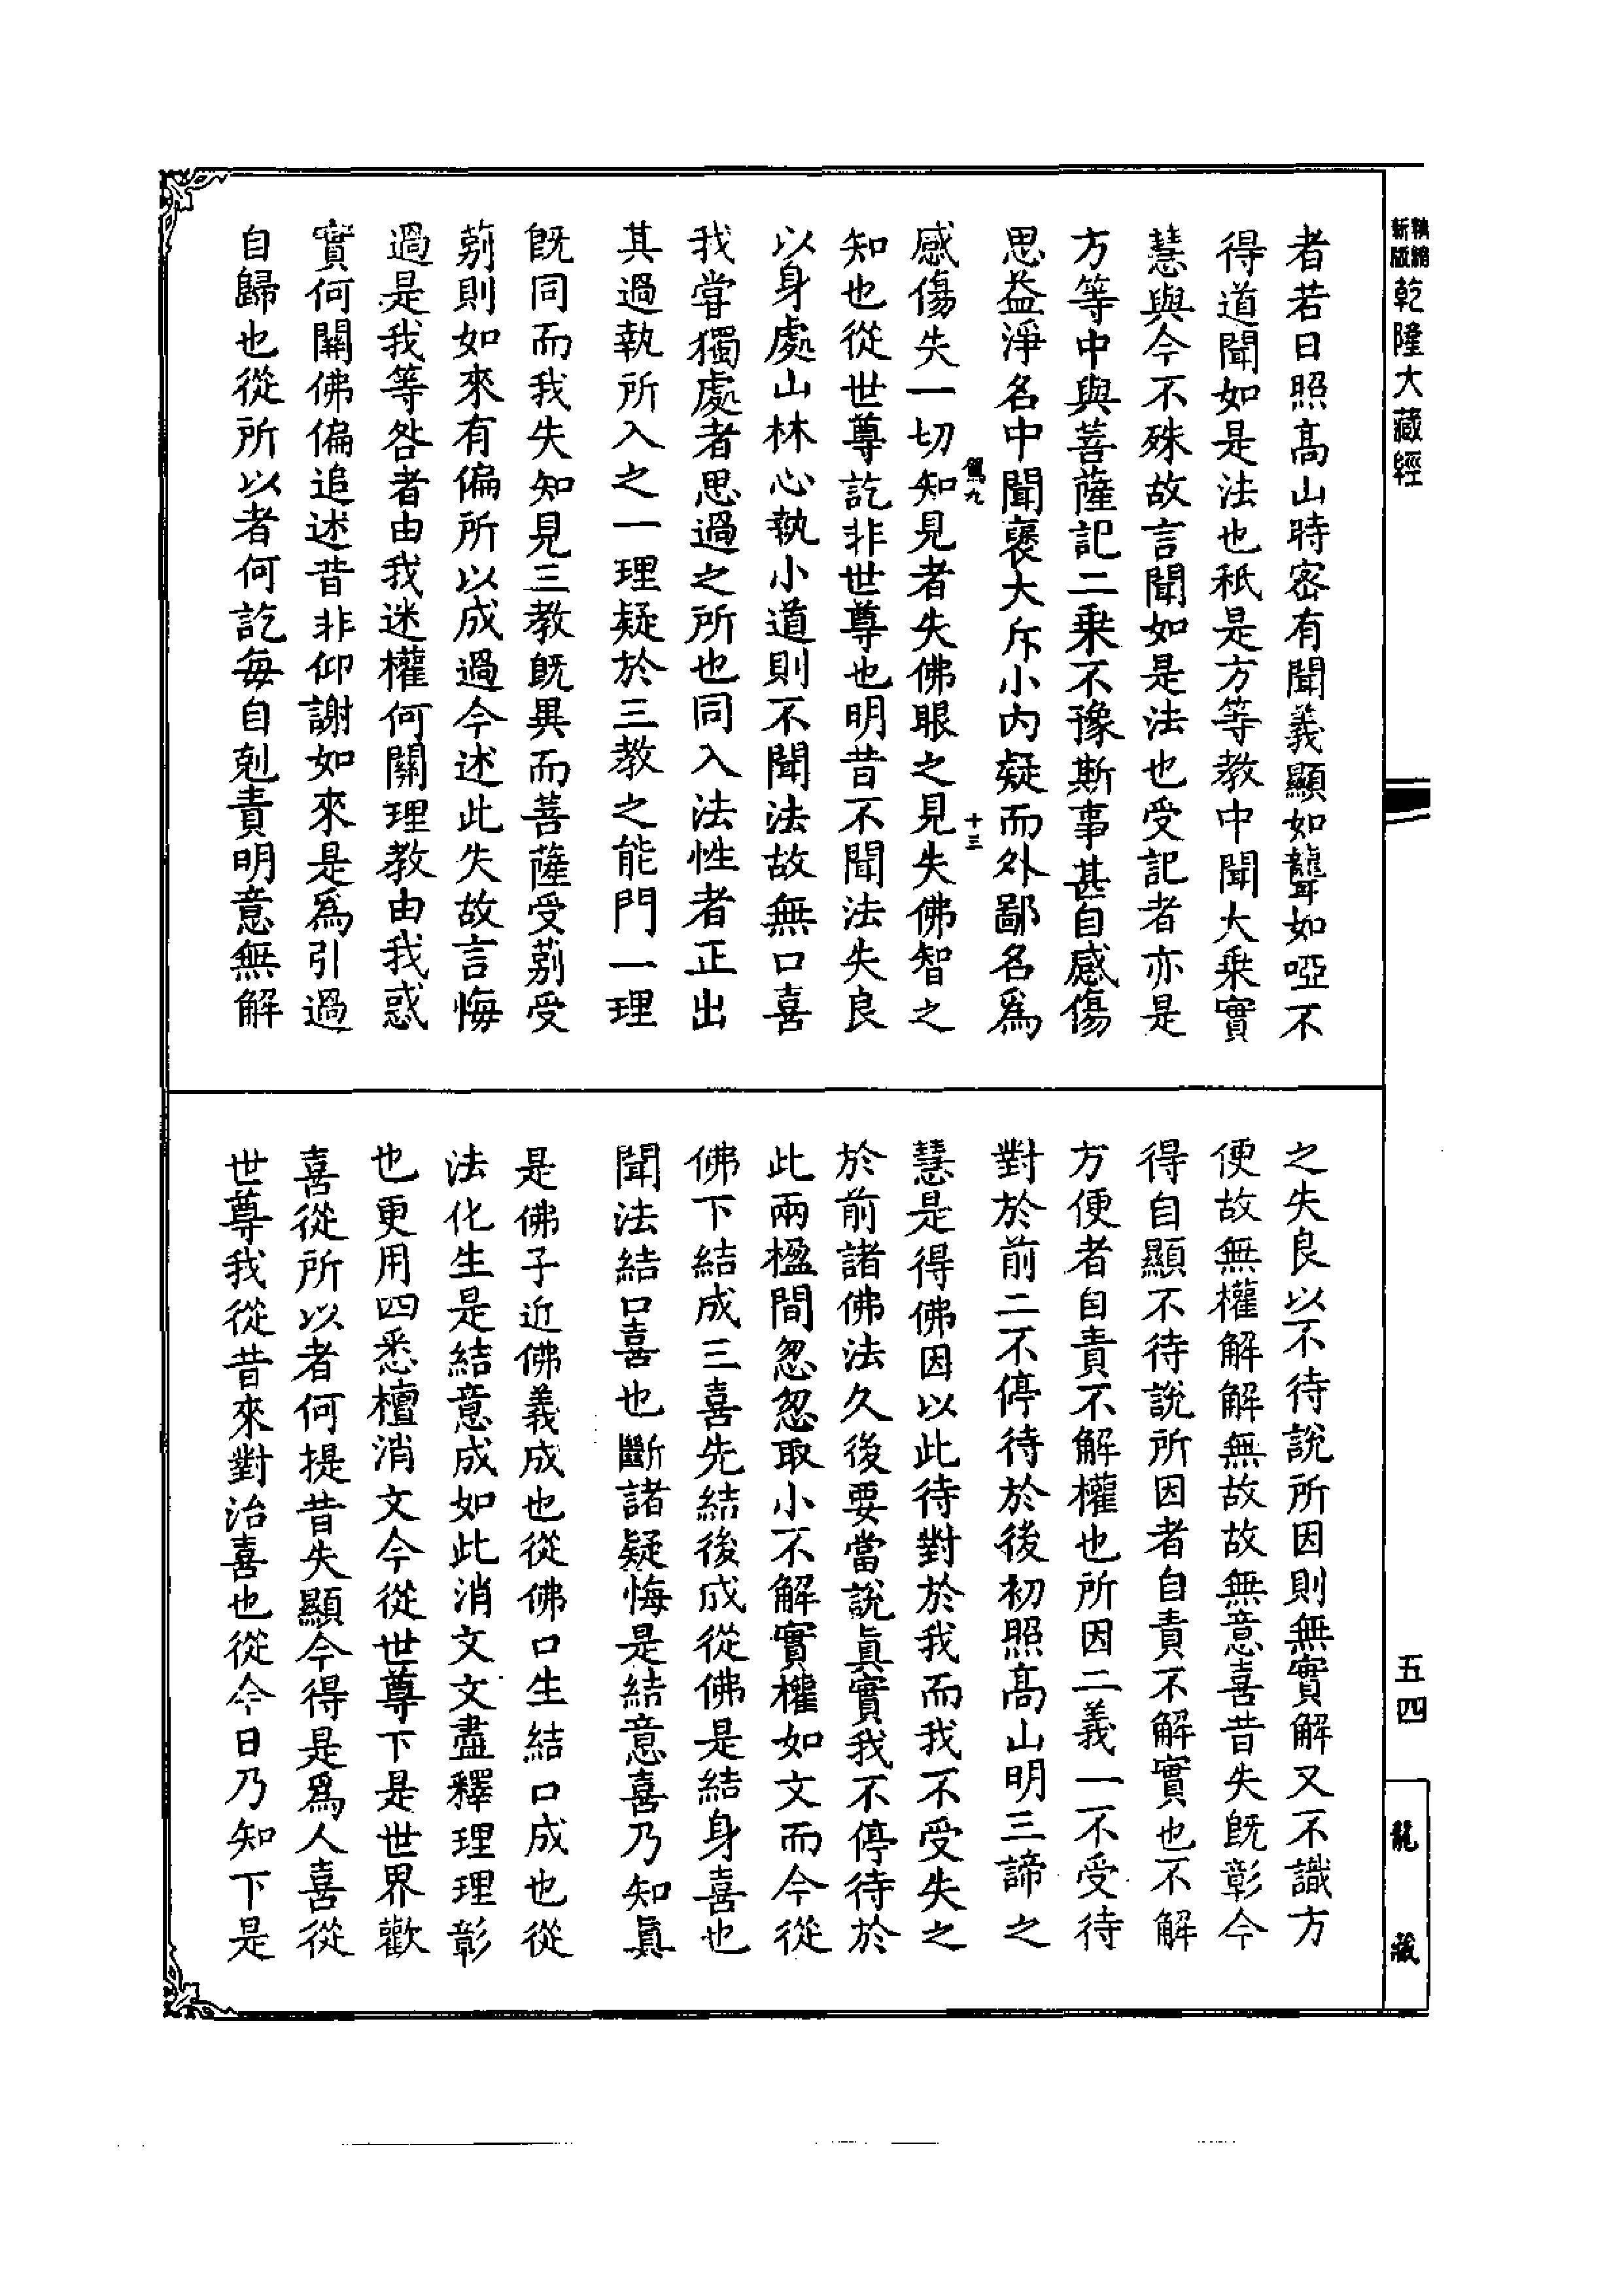 新版
精縮
乾隆大藏經
五四
龍藏
者若日照高山時密有聞義顯如聾如啞不
得道聞如是法也秖是方等教中聞大乘實
慧與今不殊故言聞如是法也受記者亦是
方等中與菩薩記二乘不豫斯事甚自感傷
思益淨名中聞褒大斥小內疑而外鄙名爲
駕九
十三
感傷失一切知見者失佛眼之見失佛智之
知也從世尊訖非世尊也明昔不聞法失良
以身處山林心執小道則不聞法故無口喜
我甞獨處者思過之所也同入法性者正出
其過執所入之一理疑於三教之能門一理
旣同而我失知見三教旣異而菩薩受莂受
莂則如來有偏所以成過今述此失故言悔
過是我等咎者由我迷權何關理教由我惑
實何關佛偏追述昔非仰謝如來是爲引過
自歸也從所以者何訖每自剋責明意無解
之失良以不待說所因則無實解又不識方
便故無權解解無故故無意喜昔失旣彰今
得自顯不待說所因者自責不解實也不解
方便者自責不解權也所因二義一不受待
對於前二不停待於後初照高山明三諦之
慧是得佛因以此待對於我而我不受失之
於前諸佛法久後要當說眞實我不停待於
此兩楹間忽忽取小不解實權如文而今從
佛下結成三喜先結後成從佛是結身喜也
聞法結口喜也斷諸疑悔是結意喜乃知眞
是佛子近佛義成也從佛口生結口成也從
法化生是結意成如此消文文盡釋理理彰
也更用四悉檀消文今從世尊下是世界歡
喜從所以者何提昔失顯今得是爲人喜從
世尊我從昔來對治喜也從今日乃知下是